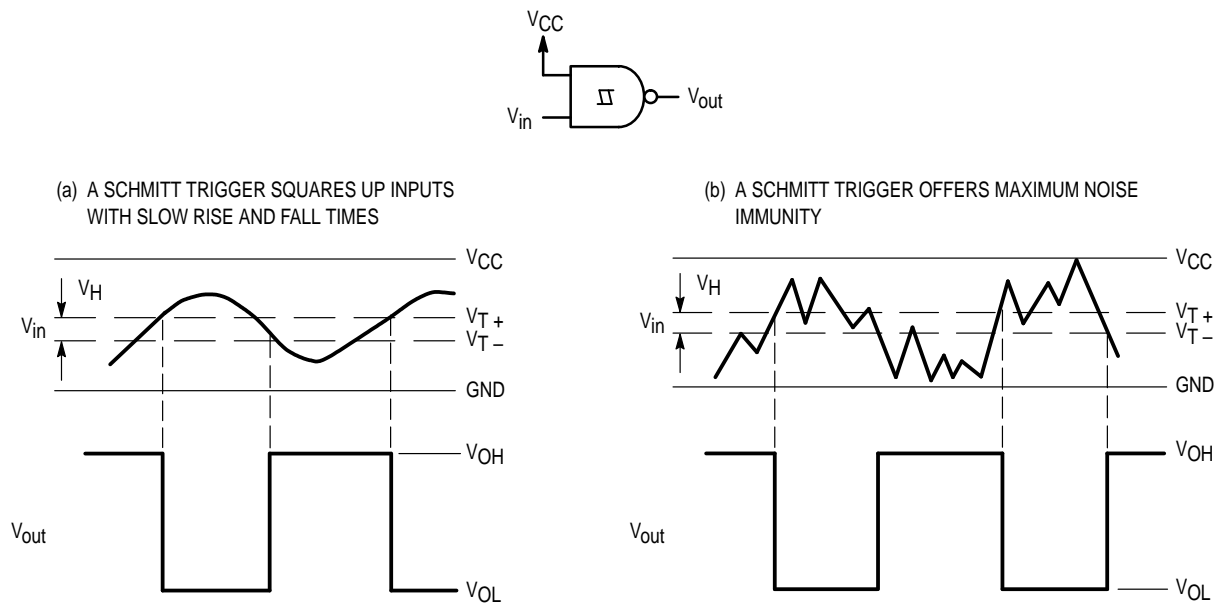 VCC
Vin
Vout
(a) A SCHMITT TRIGGER SQUARES UP INPUTS
WITH SLOW RISE AND FALL TIMES
VCC
VH
Vin
VT +
VT –
GND
VOH
Vout
VOL
(b) A SCHMITT TRIGGER OFFERS MAXIMUM NOISE
IMMUNITY
VCC
VH
Vin
VT +
VT –
GND
VOH
Vout
VOL